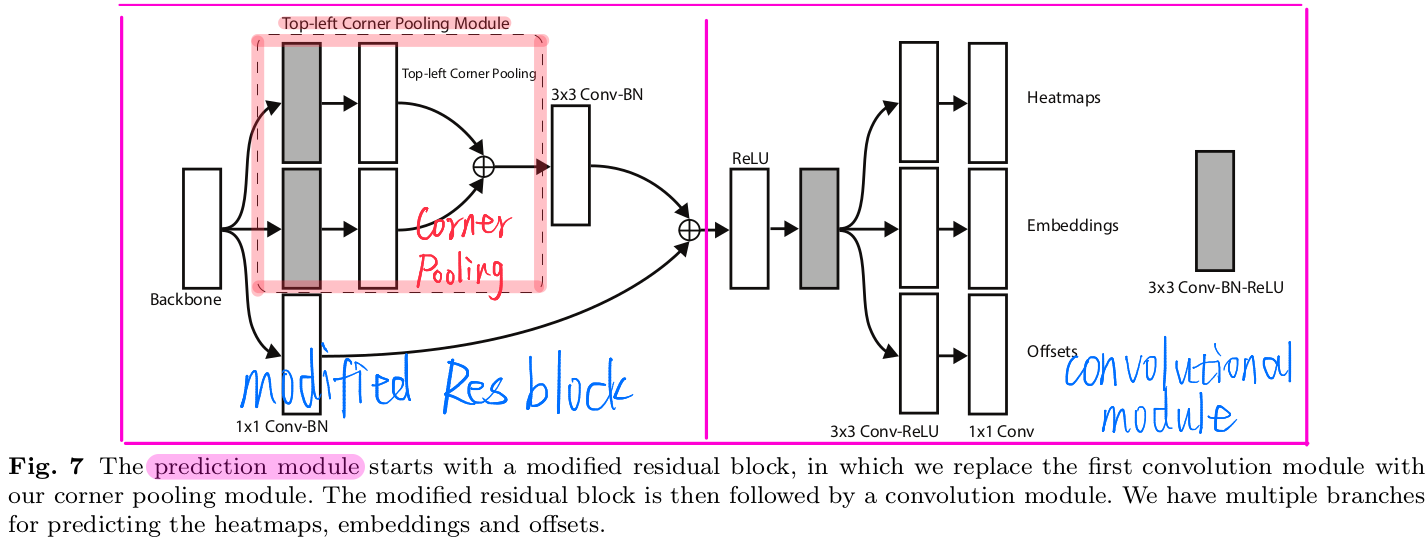 Top-left Corner Pooling Module
Top-left Corner Pooling
3x3 Conv-BN
Corner
Pooling
Backbone
modified Res block
1x1 Conv-BN
ReLU
Heatmaps
Embeddings
3x3 Conv-BN-ReLU
Offsets
convolutional
module
3x3 Conv-ReLU
1x1 Conv
Fig. 7 The prediction module starts with a modified residual block, in which we replace the first convolution module with
our corner pooling module. The modified residual block is then followed by a convolution module. We have multiple branches
for predicting the heatmaps, embeddings and offsets.